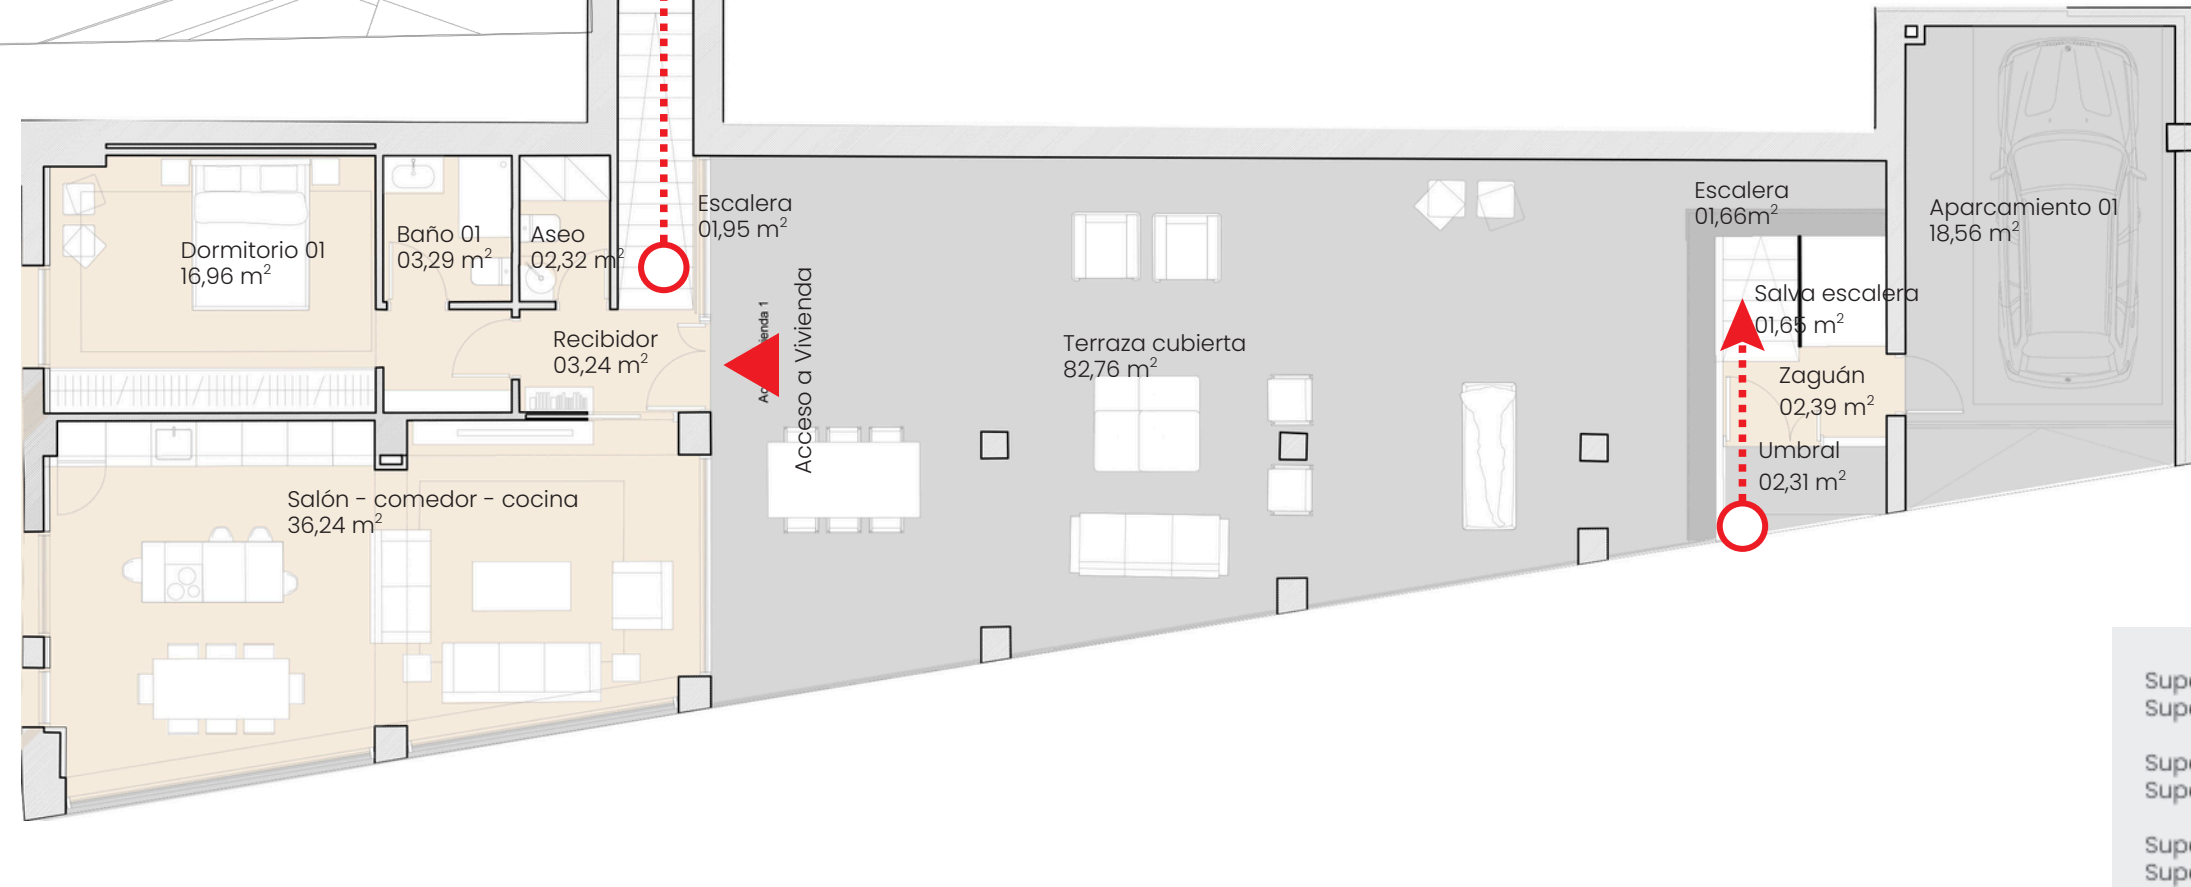 Escalera
01,95 m²
Escalera
01,66m²
Aparcamiento 01
18,56 m²
Dormitorio 01
16,96 m²
Baño 01
03,29 m²
Aseo
02,32 m²
Salva escalera
01,65 m²
Recibidor
03,24 m²
Acceso a Vivienda
Terraza cubierta
82,76 m²
Zaguán
02,39 m²
Umbral
02,31 m²
Salón - comedor - cocina
36,24 m²